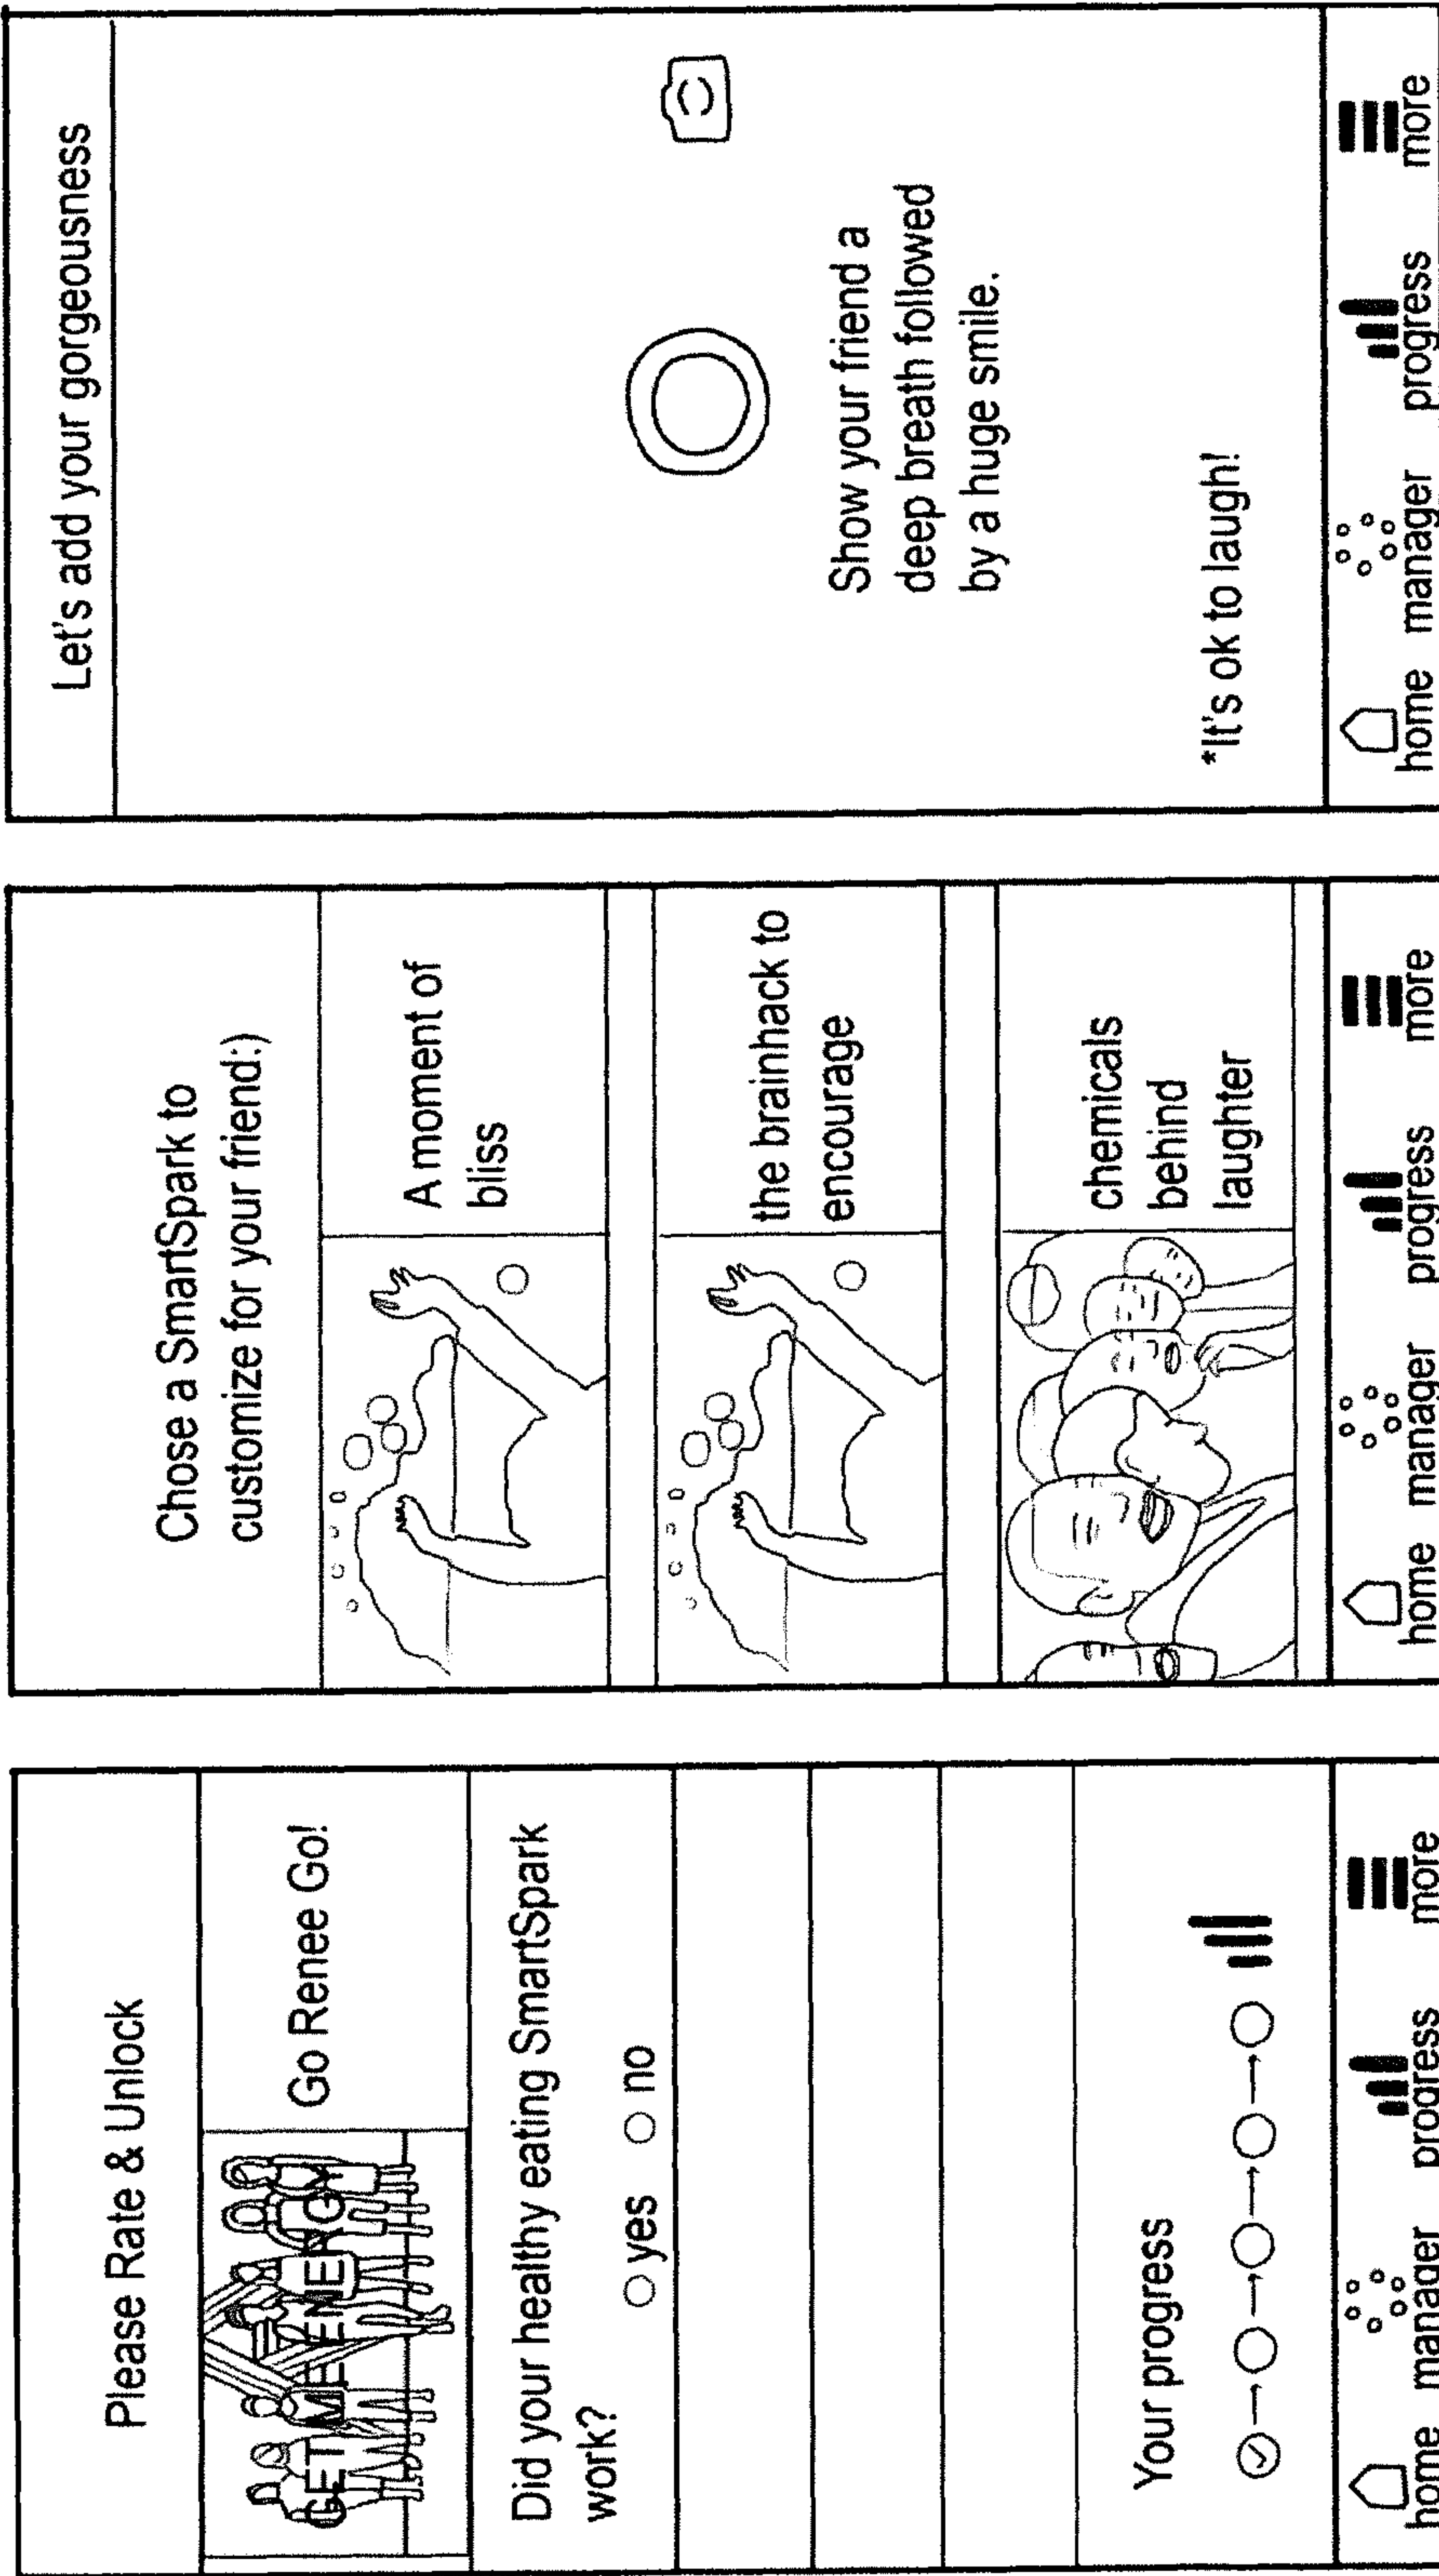 Please Rate & Unlock
GET ME ENERGY
Go Renee Go!
Did your healthy eating SmartSpark
work?
yes no
Your progress
home manager progress more
Chose a SmartSpark to
customize for your friend:)
A moment of
bliss
the brainhack to
encourage
chemicals
behind
laughter
home manager progress more
Let's add your gorgeousness
Show your friend a
deep breath followed
by a huge smile.
*It's ok to laugh!
home manager progress more